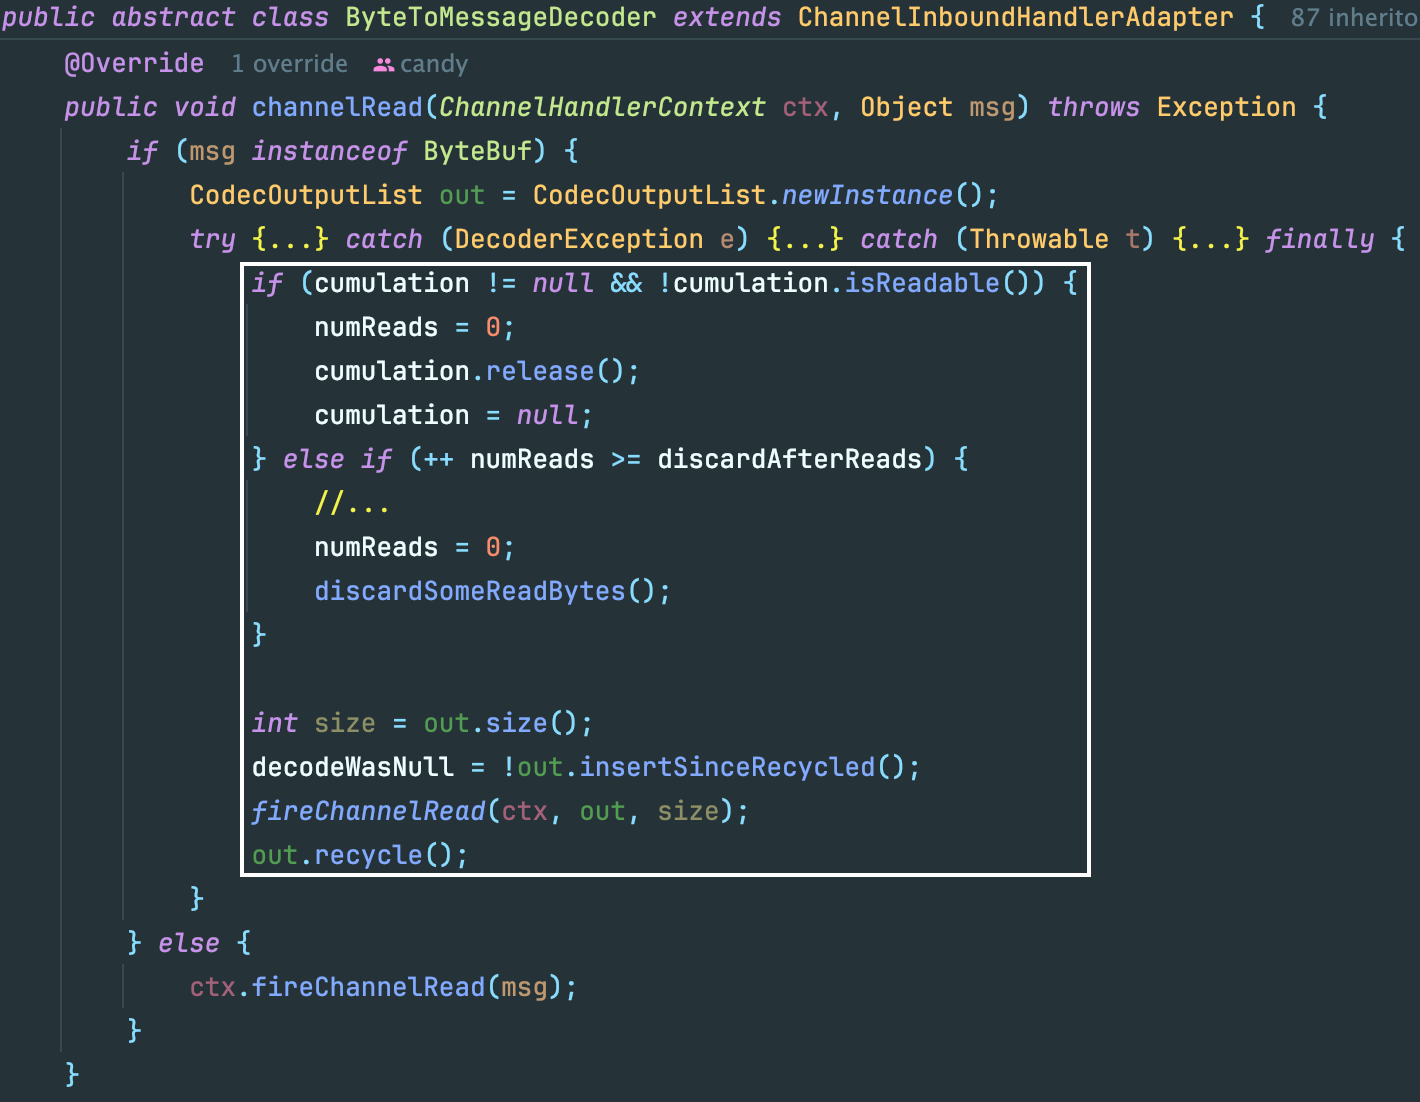 public abstract class ByteToMessageDecoder extends ChannelInboundHandlerAdapter { 87 inherito
@Override 1 override candy
public void channelRead(ChannelHandlerContext ctx, Object msg) throws Exception {
if (msg instanceof ByteBuf) {
CodecOutputList out = CodecOutputList.newInstance();
try {...} catch (DecoderException e) {...} catch (Throwable t) {...} finally {
if (cumulation != null && !cumulation.isReadable()) {
numReads = 0;
cumulation.release();
cumulation = null;
} else if (++ numReads >= discardAfterReads) {
//...
numReads = 0;
discardSomeReadBytes();
}
int size = out.size();
decodeWasNull = !out.insertSinceRecycled();
fireChannelRead(ctx, out, size);
out.recycle();
}
} else {
ctx.fireChannelRead(msg);
}
}